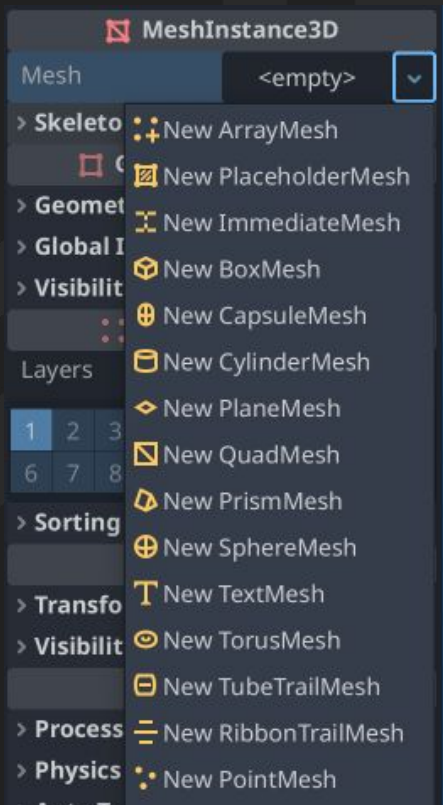 MeshInstance3D
Mesh <empty>
Skeleto
New ArrayMesh
New PlaceholderMesh
Geomet
New ImmediateMesh
Global I
New BoxMesh
Visibilit
New CapsuleMesh
Layers
New CylinderMesh
New PlaneMesh
1 2 3
New QuadMesh
6 7 8
New PrismMesh
Sorting
New SphereMesh
Transfo
New TextMesh
Visibilit
New TorusMesh
New TubeTrailMesh
Process
New RibbonTrailMesh
Physics
New PointMesh